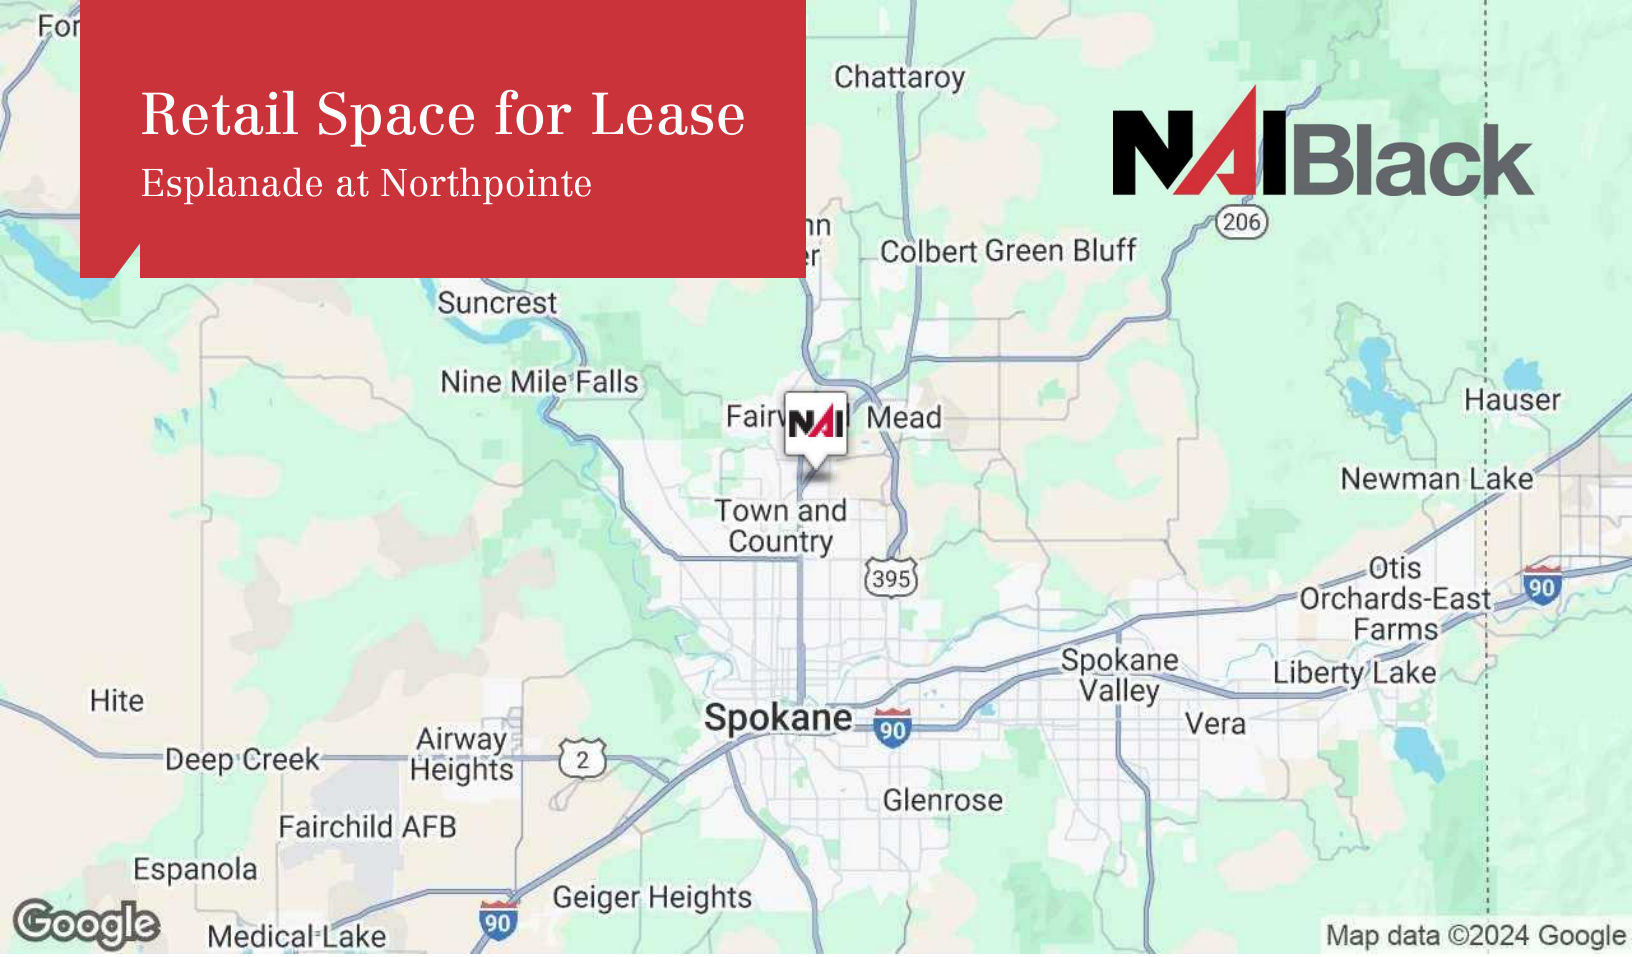 For
Retail Space for Lease
Esplanade at Northpointe
Chattaroy
NAIBlack
206
Colbert
Green Bluff
Suncrest
Nine Mile Falls
NAI
Mead
Hauser
Newman Lake
Town and
Country
395
Otis
Orchards-East
Farms
90
Spokane
Valley
Liberty Lake
Hite
Spokane
90
Vera
Airway
Heights
Deep Creek
2
Glenrose
Fairchild AFB
Espanola
Geiger Heights
90
Medical Lake
Google
Map data ©2024 Google